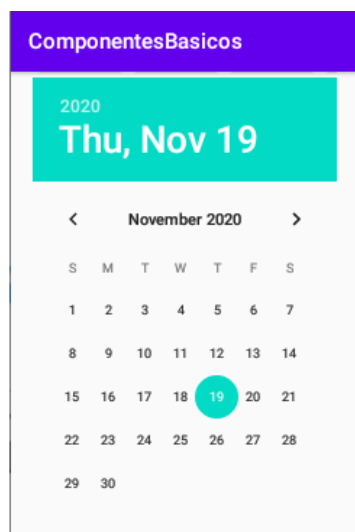 ComponentesBasicos
2020
Thu, Nov 19
November 2020
S M T W T F S
1 2 3 4 5 6 7
8 9 10 11 12 13 14
15 16 17 18 19 20 21
22 23 24 25 26 27 28
29 30